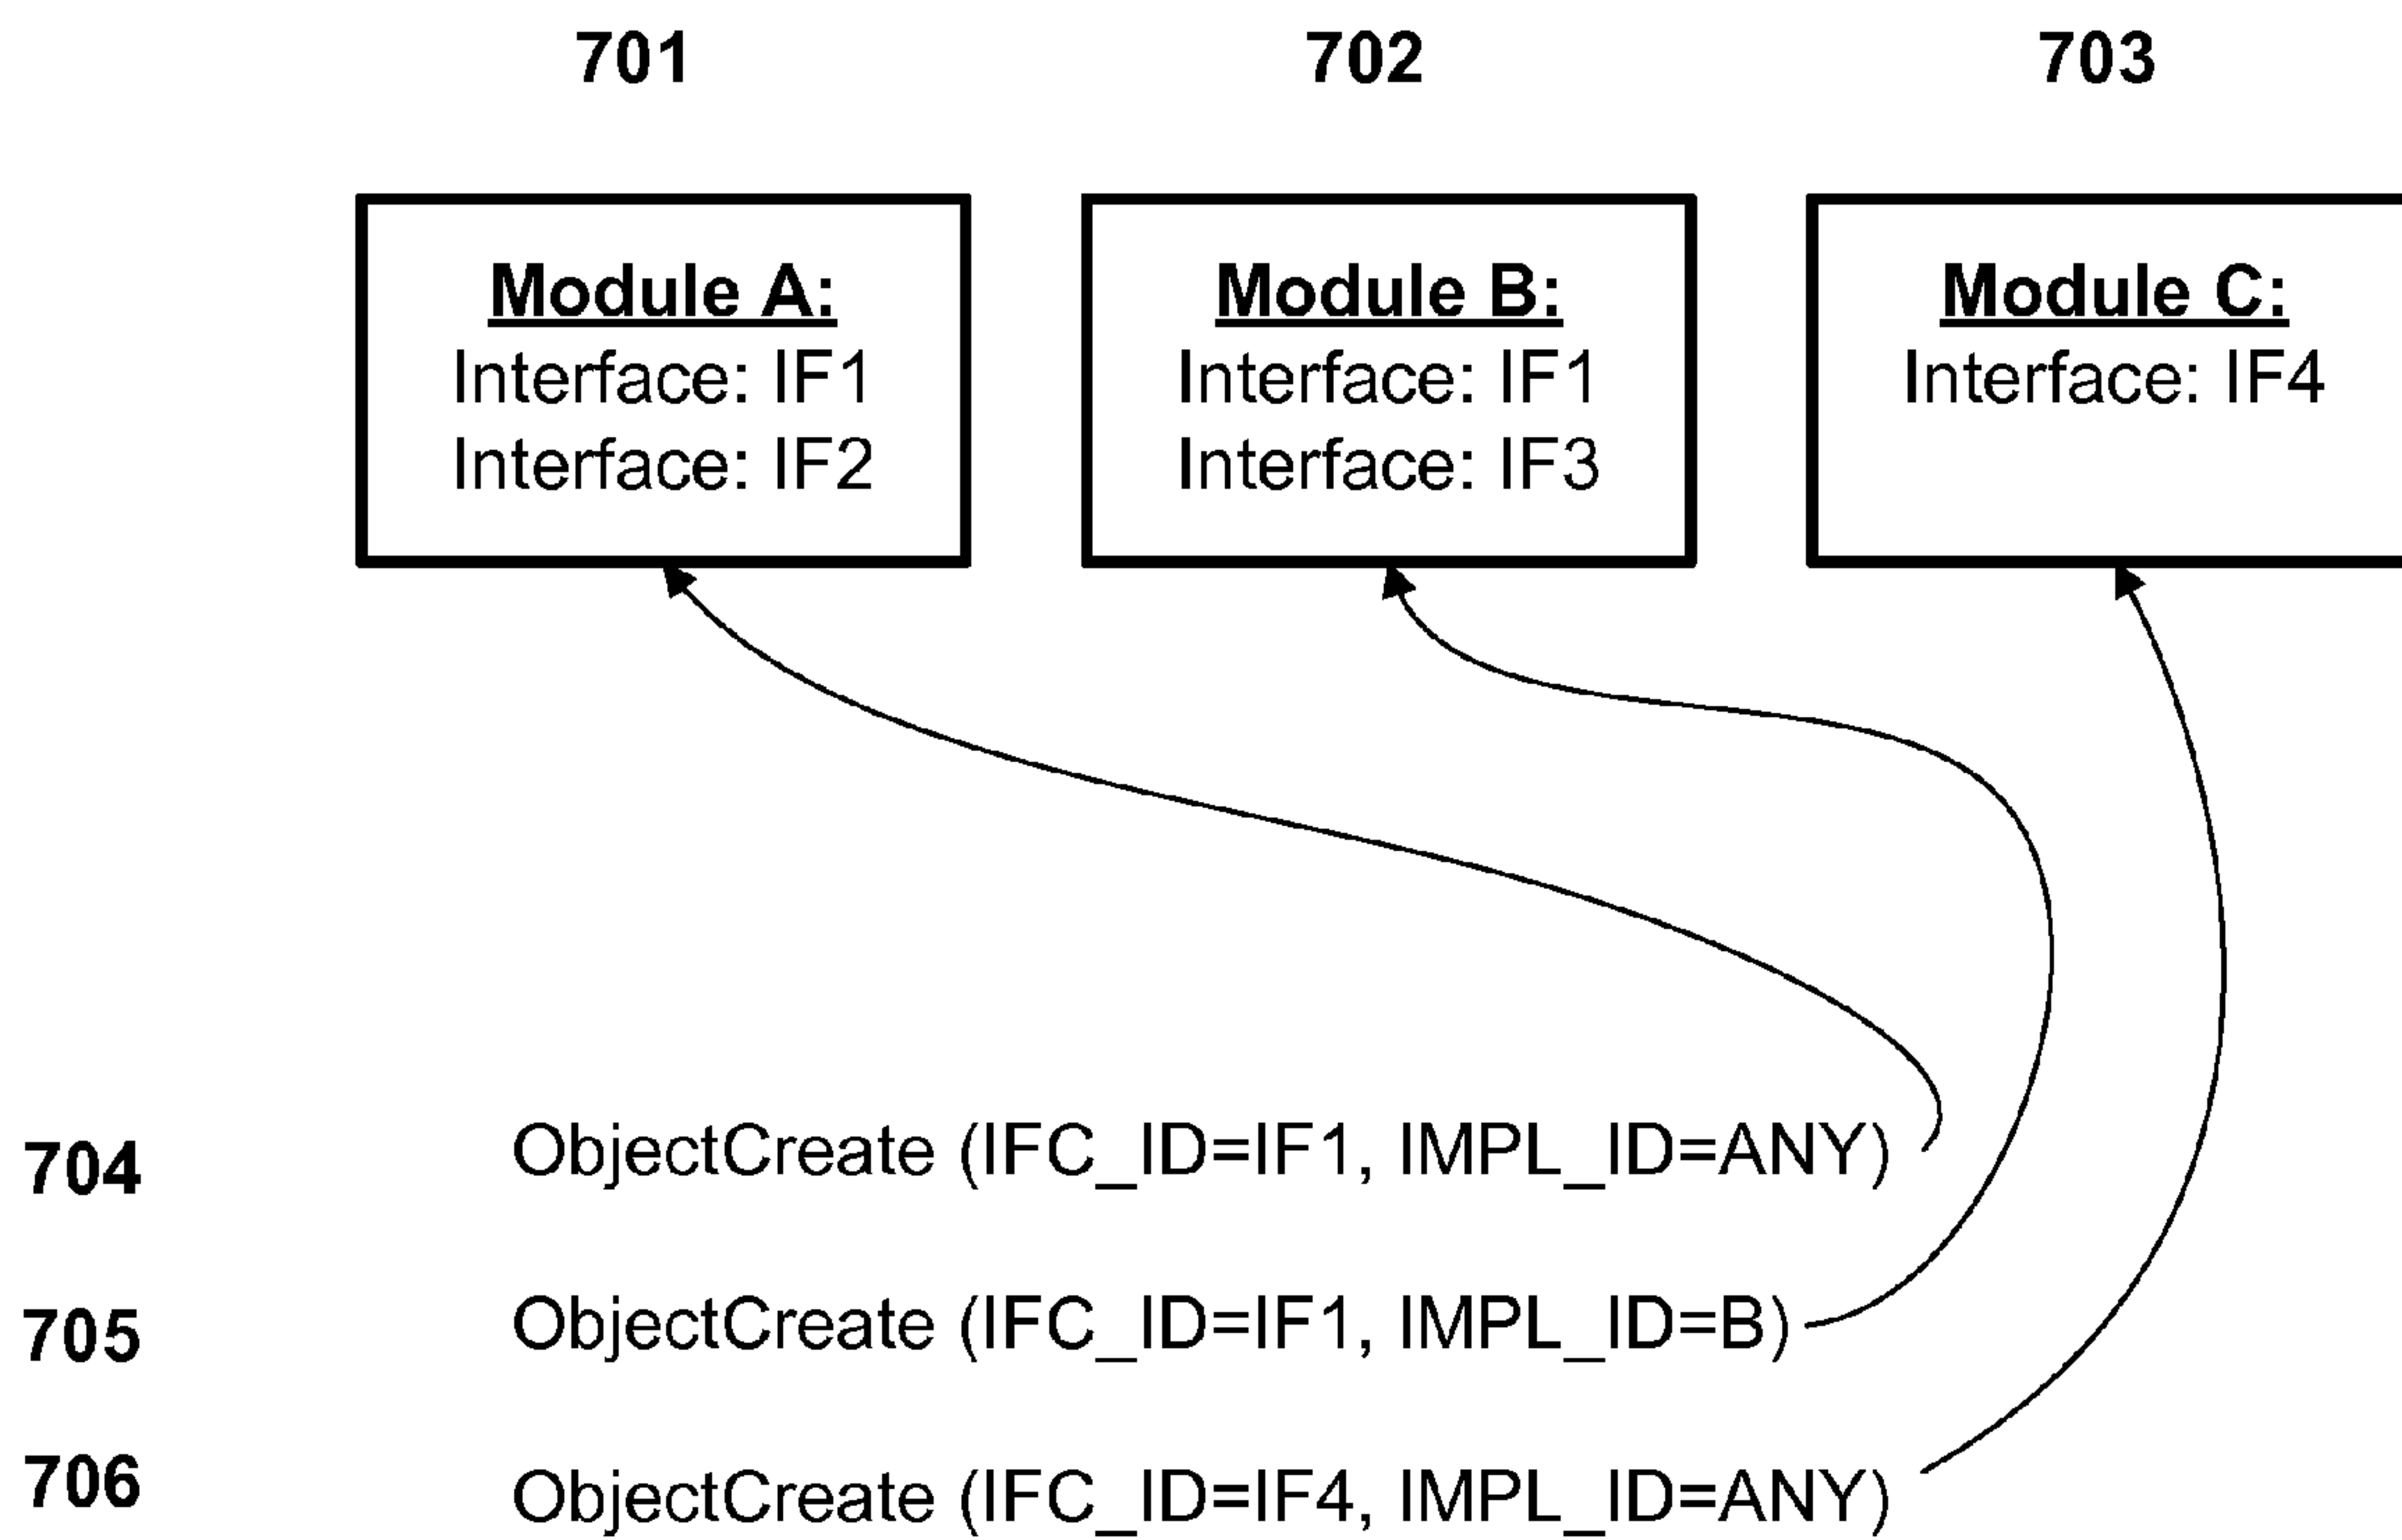 701
702
703
Module A:
Interface: IF1
Interface: IF2
Module B:
Interface: IF1
Interface: IF3
Module C:
Interface: IF4
704
ObjectCreate (IFC_ID=IF1, IMPL_ID=ANY)
705
ObjectCreate (IFC_ID=IF1, IMPL_ID=B)
706
ObjectCreate (IFC_ID=IF4, IMPL_ID=ANY)